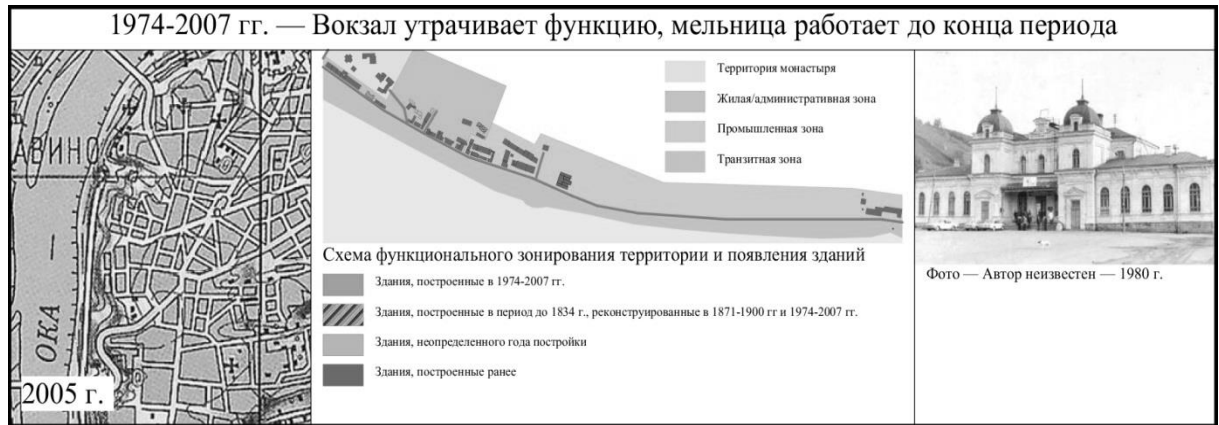 1974-2007 гг. — Вокзал утрачивает функцию, мельница работает до конца периода
АВИНО
ОКА
2005 г.
Территория монастыря
Жилая/административная зона
Промышленная зона
Транзитная зона
Схема функционального зонирования территории и появления зданий
Здания, построенные в 1974-2007 гг.
Здания, построенные в период до 1834 г., реконструированные в 1871-1900 гг и 1974-2007 гг.
Здания, неопределенного года постройки
Здания, построенные ранее
Фото — Автор неизвестен — 1980 г.